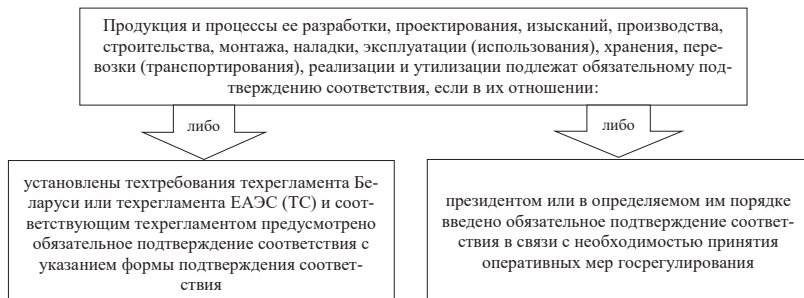 Продукция и процессы ее разработки, проектирования, изысканий, производства,
строительства, монтажа, наладки, эксплуатации (использования), хранения, пере-
возки (транспортирования), реализации и утилизации подлежат обязательному под-
тверждению соответствия, если в их отношении:
либо
либо
установлены техтребования техрегламента Бе-
ларуси или техрегламента ЕАЭС (ТС) и соот-
ветствующим техрегламентом предусмотрено
обязательное подтверждение соответствия с
указанием формы подтверждения соответ-
ствия
президентом или в определяемом им порядке
введено обязательное подтверждение соответ-
ствия в связи с необходимостью принятия
оперативных мер госрегулирования